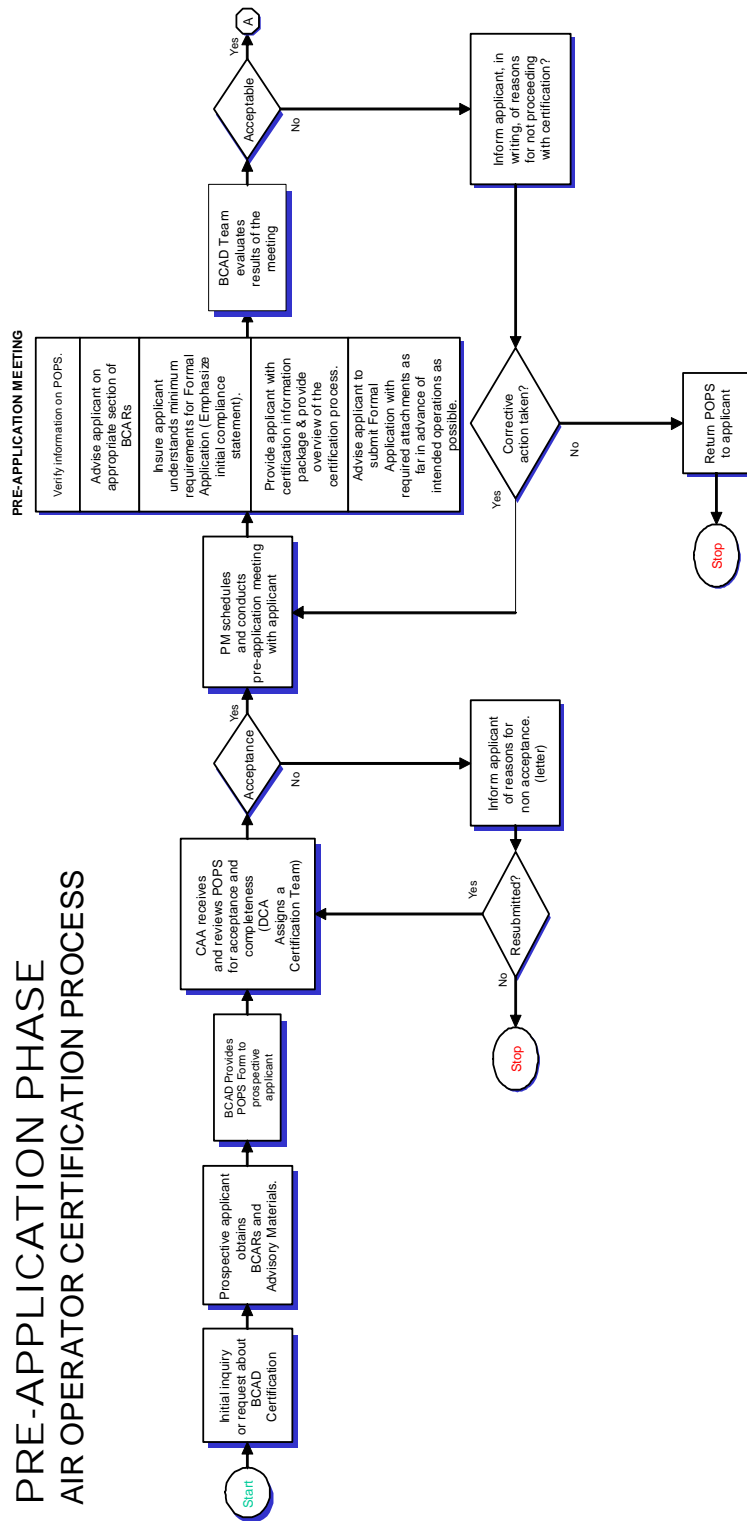 PRE-APPLICATION PHASE
AIR OPERATOR CERTIFICATION PROCESS
Start
Initial inquiry
or request about
BCAD
Certification
Prospective applicant
obtains
BCARs and
Advisory Materials.
BCAD Provides
POPS Form to
prospective
applicant
CAA receives
and reviews POPS
for acceptance and
completeness
(DCA
Assigns a
Certification Team)
Acceptance
Yes
No
Inform applicant
of reasons for
non acceptance.
(letter)
Resubmitted?
Yes
No
Stop
PM schedules
and conducts
pre-application meeting
with applicant
PRE-APPLICATION MEETING
Verify information on POPS.
Advise applicant on
appropriate section of
BCARs
Insure applicant
understands minimum
requirements for Formal
Application (Emphasize
initial compliance
statement).
Provide applicant with
certification information
package & provide
overview of the
certification process.
Advise applicant to
submit Formal
Application with
required attachments as
far in advance of
intended operations as
possible.
BCAD Team
evaluates
results of the
meeting
Acceptable
Yes
A
No
Inform applicant, in
writing, of reasons
for not proceeding
with certification?
Corrective
action taken?
Yes
No
Return POPS
to applicant
Stop